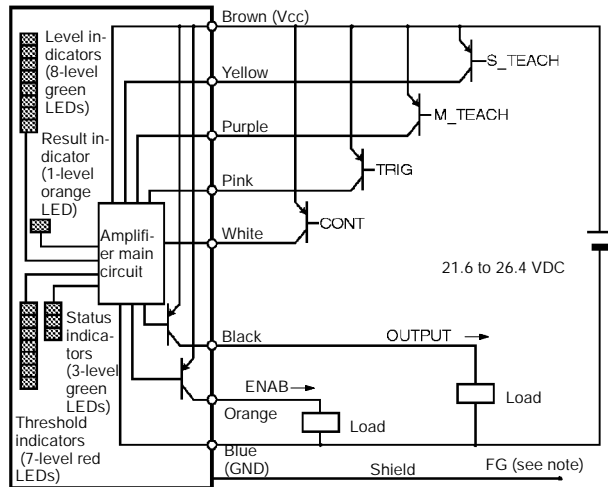 Level
indicators
(8-level
green
LEDs)
Result in-
dicator
(1-level
orange
LED)
Amplifi-
er main
circuit
Status
indica-
tors
(3-level
green
LEDs)
Threshold
indicators
(7-level red
LEDs)
Brown (Vcc)
Yellow
Purple
Pink
White
Black
Orange
Blue
(GND)
S_TEACH
M_TEACH
TRIG
CONT
21.6 to 26.4 VDC
OUTPUT
Load
ENAB
Load
Shield
FG (see note)